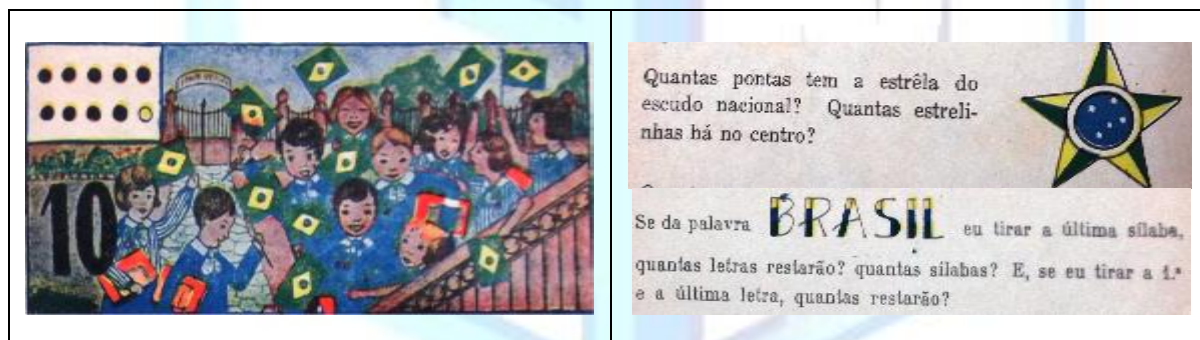 10
Quantas pontas tem a estrêla do
escudo nacional? Quantas estreli-
nhas há no centro?
Se da palavra BRASIL eu tirar a última sílaba,
quantas letras restarão? quantas sílabas? E, se eu tirar a 1.ª
e a última letra, quantas restarão?